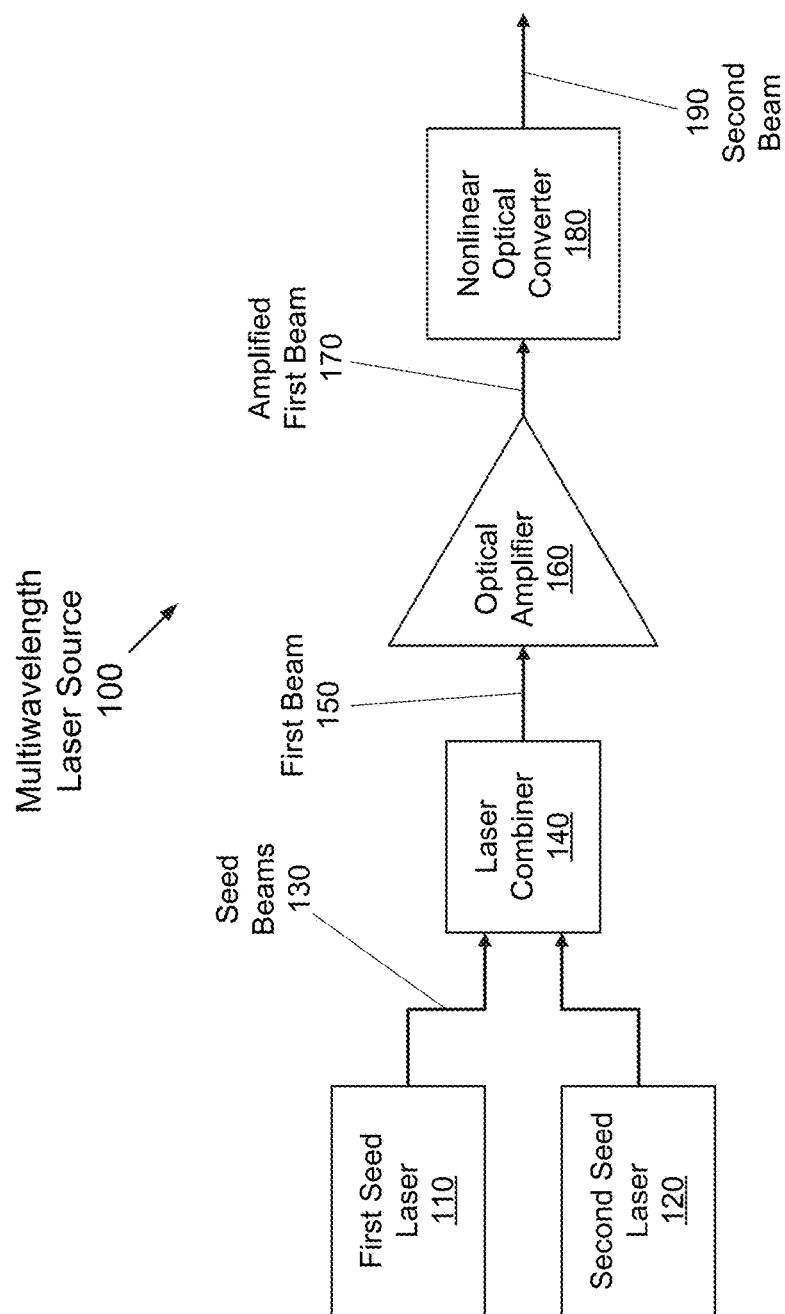 Multiwavelength
Laser Source
100
First Seed
Laser
110
Second Seed
Laser
120
Seed
Beams
130
Laser
Combiner
140
First Beam
150
Optical
Amplifier
160
Amplified
First Beam
170
Nonlinear
Optical
Converter
180
190
Second
Beam